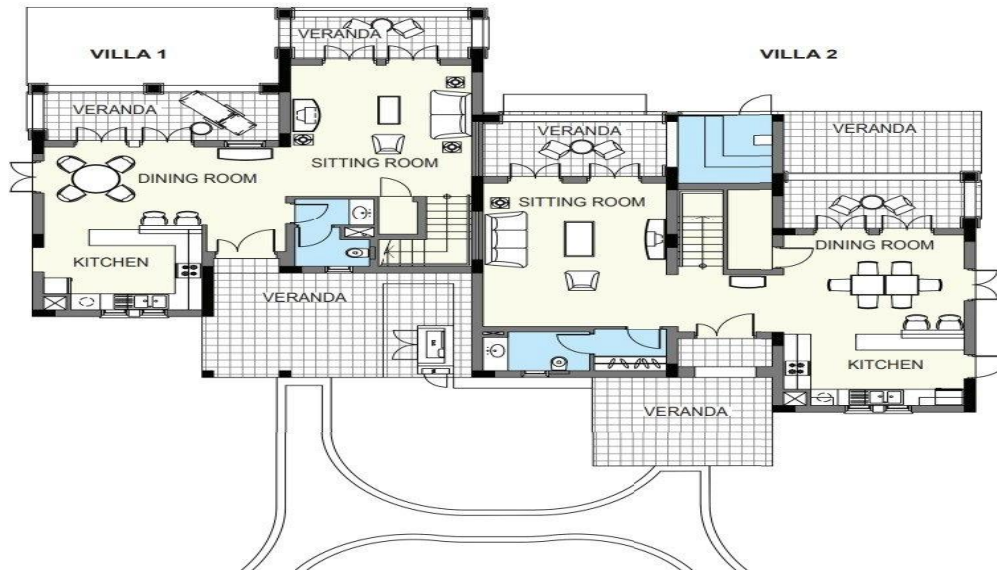 VERANDA
VILLA 1
VILLA 2
VERANDA
VERANDA
VERANDA
SITTING ROOM
DINING ROOM
SITTING ROOM
DINING ROOM
KITCHEN
VERANDA
KITCHEN
VERANDA